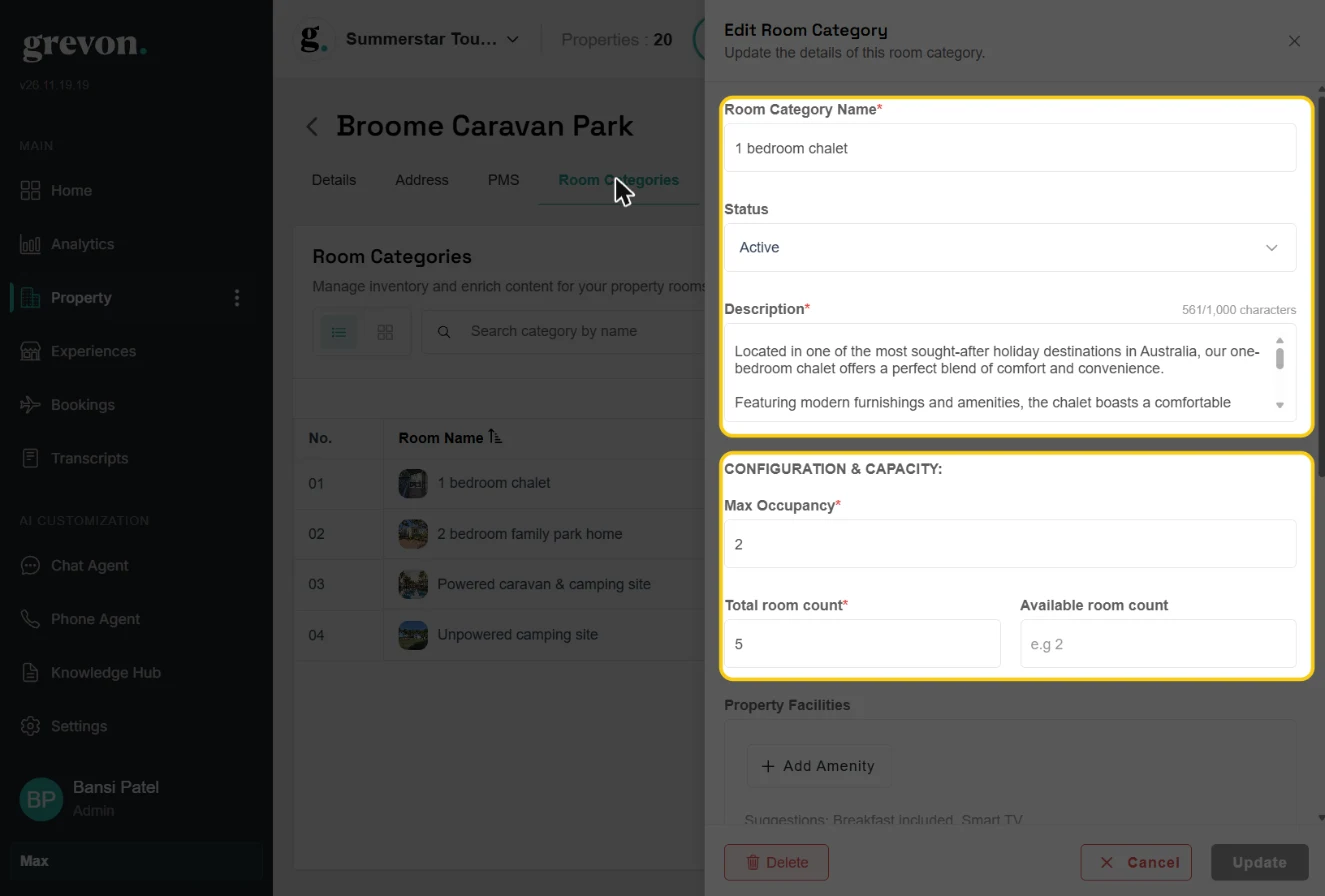 grevon.
v26.11.19.19
MAIN
Home
Analytics
Property
Experiences
Bookings
Transcripts
AI CUSTOMIZATION
Chat Agent
Phone Agent
Knowledge Hub
Settings
BP
Bansi Patel
Admin
Max
g.
Summerstar Tou...
Properties : 20
Broome Caravan Park
Details
Address
PMS
Room Categories
Room Categories
Manage inventory and enrich content for your property rooms
Search category by name
No.
Room Name
01
1 bedroom chalet
02
2 bedroom family park home
03
Powered caravan & camping site
04
Unpowered camping site
Edit Room Category
Update the details of this room category.
Room Category Name*
1 bedroom chalet
Status
Active
Description*
561/1,000 characters
Located in one of the most sought-after holiday destinations in Australia, our one-
bedroom chalet offers a perfect blend of comfort and convenience.
Featuring modern furnishings and amenities, the chalet boasts a comfortable
CONFIGURATION & CAPACITY:
Max Occupancy*
2
Total room count*
5
Available room count
e.g 2
Property Facilities
+ Add Amenity
Suggestions: Breakfast included, Smart TV
Delete
Cancel
Update